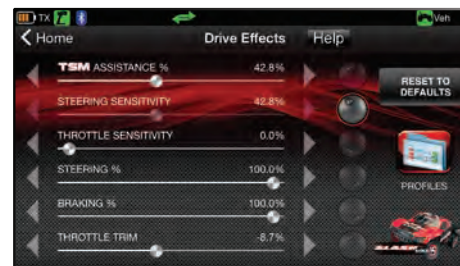 TX Veh
Home Drive Effects Help
TSM ASSISTANCE % 42.8%
RESET TO
DEFAULTS
STEERING SENSITIVITY 42.8%
THROTTLE SENSITIVITY 0.0%
STEERING % 100.0%
PROFILES
BRAKING % 100.0%
THROTTLE TRIM -8.7%
SLASH